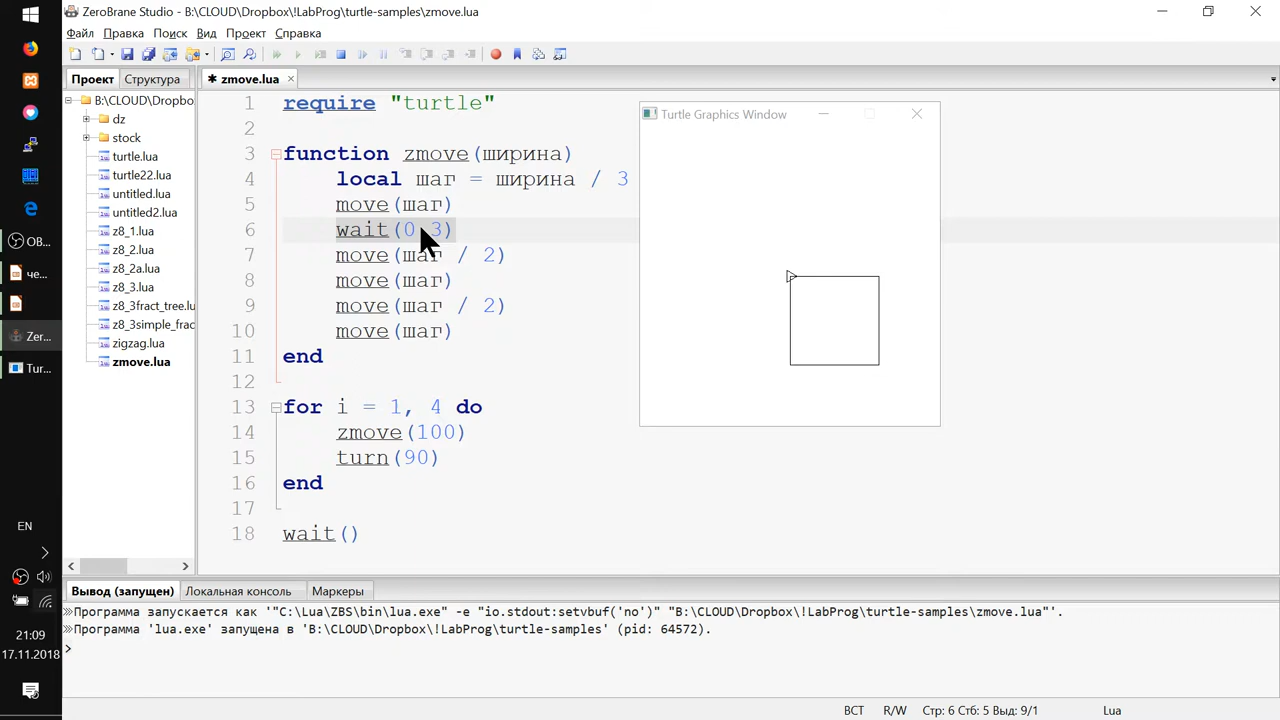 ZeroBrane Studio - B:\CLOUD\Dropbox\!LabProg\turtle-samples\zmove.lua
Файл Правка Поиск Вид Проект Справка
Проект Структура
✱ zmove.lua ×
B:\CLOUD\Dropbo
dz
stock
turtle.lua
turtle22.lua
untitled.lua
untitled2.lua
z8_1.lua
z8_2.lua
z8_2a.lua
z8_3.lua
z8_3fract_tree.lu
z8_3simple_frac
zigzag.lua
zmove.lua
1 require "turtle"
2
3 function zmove(ширина)
4 local шаг = ширина / 3
5 move(шаг)
6 wait(0 3)
7 move(шаг / 2)
8 move(шаг)
9 move(шаг / 2)
10 move(шаг)
11 end
12
13 for i = 1, 4 do
14 zmove(100)
15 turn(90)
16 end
17
18 wait()
Turtle Graphics Window
OB...
че...
Zer...
Tur...
EN
21:09
17.11.2018
Вывод (запущен) Локальная консоль Маркеры
Программа запускается как '"C:\Lua\ZBS\bin\lua.exe" -e "io.stdout:setvbuf('no')" "B:\CLOUD\Dropbox\!LabProg\turtle-samples\zmove.lua"'.
Программа 'lua.exe' запущена в 'B:\CLOUD\Dropbox\!LabProg\turtle-samples' (pid: 64572).
>
ВСТ R/W Стр: 6 Стб: 5 Выд: 9/1 Lua